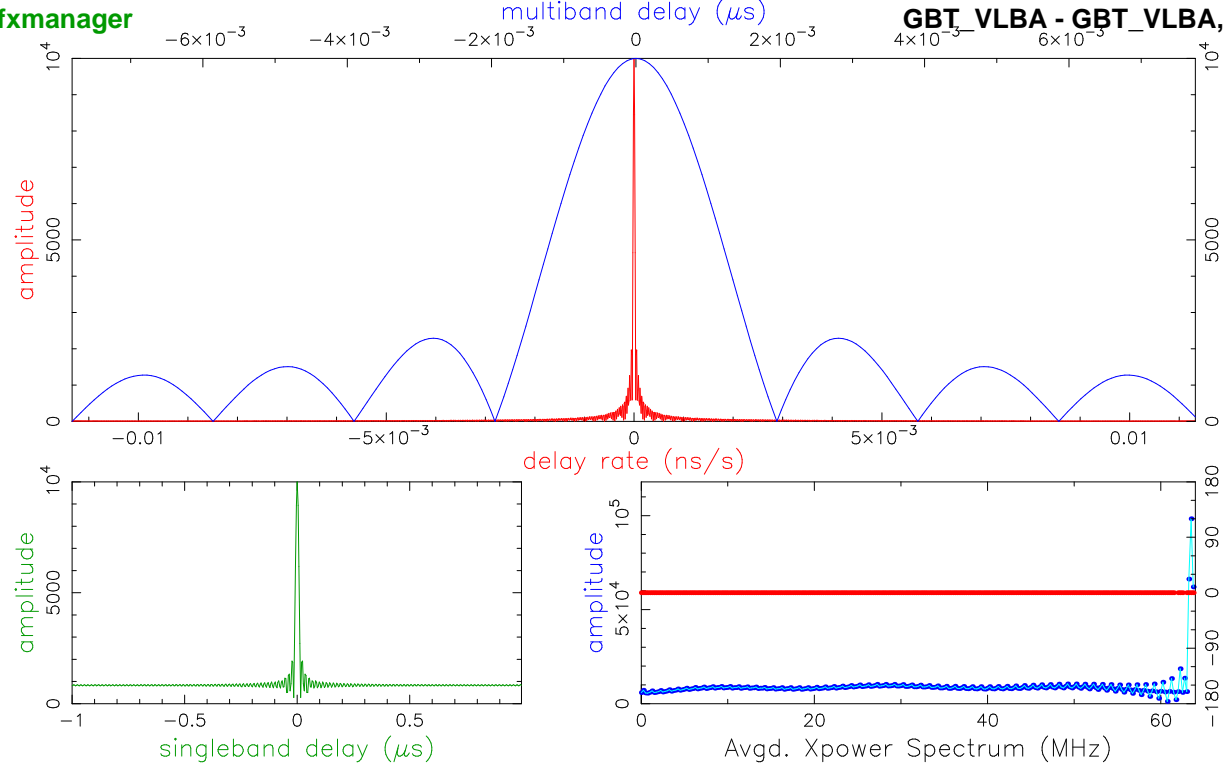 fxmanager
multiband delay (μs)
GBT_VLBA - GBT_VLBA,
−6×10⁻³ −4×10⁻³ −2×10⁻³ 0 2×10⁻³ 4×10⁻³ 6×10⁻³
amplitude
0 5000 10⁴
0 5000 10⁴
−0.01 −5×10⁻³ 0 5×10⁻³ 0.01
delay rate (ns/s)
amplitude
0 5000 10⁴
−1 −0.5 0 0.5
singleband delay (μs)
amplitude
0 5×10⁴ 10⁵
−180 −90 0 90 180
0 20 40 60
Avgd. Xpower Spectrum (MHz)